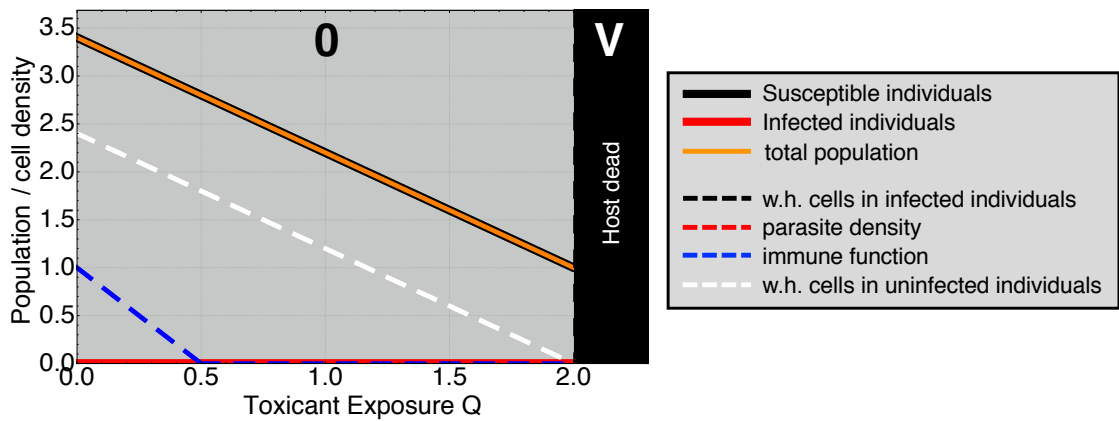 Population / cell density
3.5
3.0
2.5
2.0
1.5
1.0
0.5
0.0
0
V
Host dead
0.0 0.5 1.0 1.5 2.0
Toxicant Exposure Q
Susceptible individuals
Infected individuals
total population
w.h. cells in infected individuals
parasite density
immune function
w.h. cells in uninfected individuals